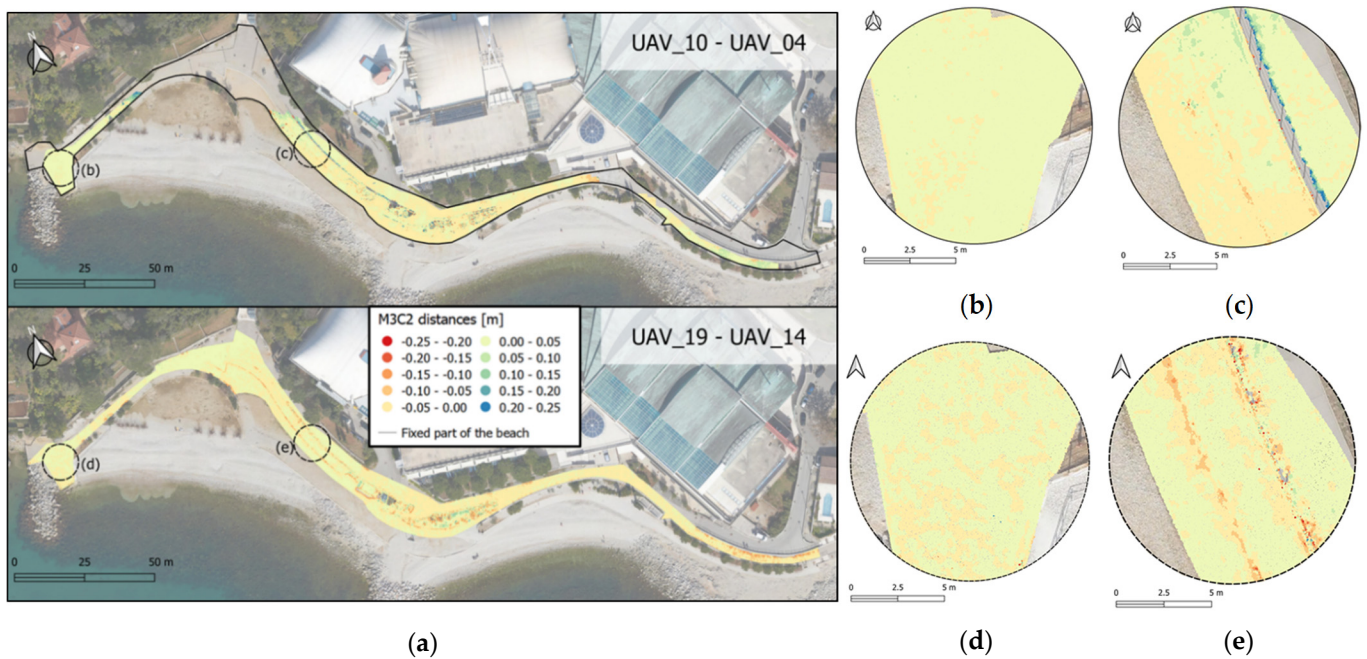 UAV_10 - UAV_04
N
(b)
(c)
0 25 50 m
UAV_19 - UAV_14
N
M3C2 distances [m]
-0.25 - -0.20
-0.20 - -0.15
-0.15 - -0.10
-0.10 - -0.05
-0.05 - 0.00
0.00 - 0.05
0.05 - 0.10
0.10 - 0.15
0.15 - 0.20
0.20 - 0.25
Fixed part of the beach
(d)
(e)
0 25 50 m
(a)
0 2.5 5 m
(b)
0 2.5 5 m
(c)
0 2.5 5 m
(d)
0 2.5 5 m
(e)